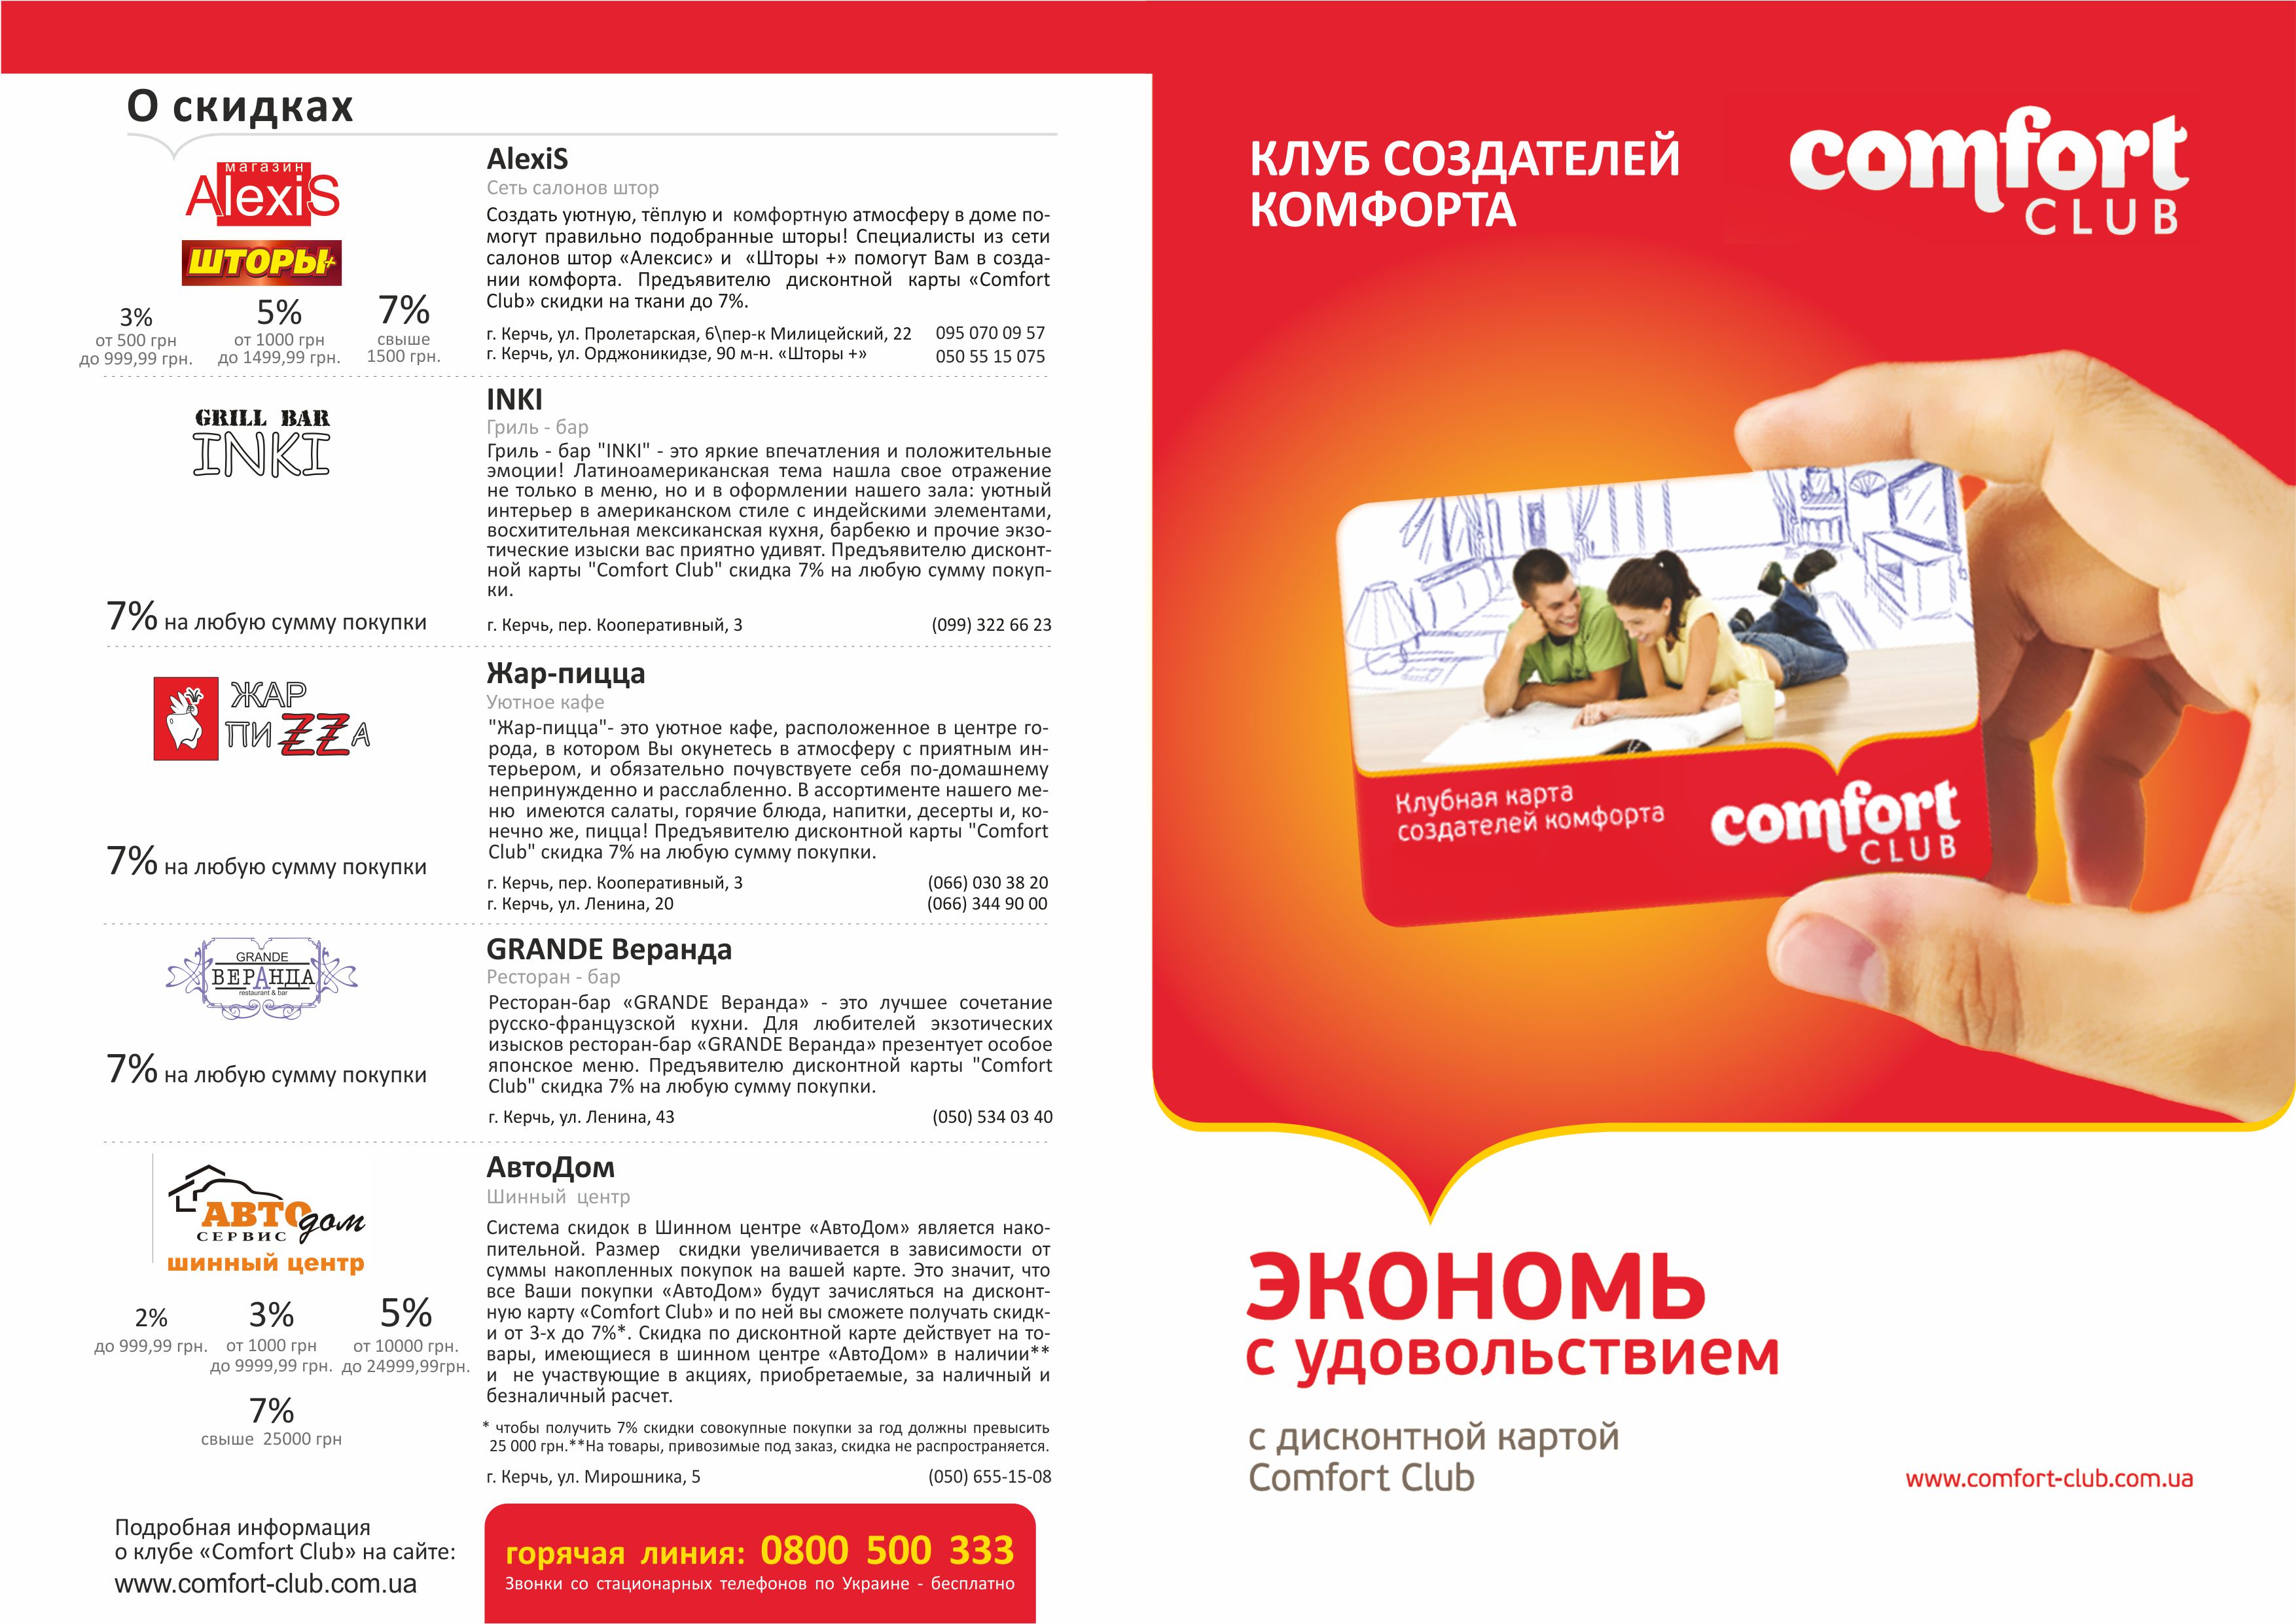 О скидках
магазин
AlexiS
ШТОРЫ+
3%
от 500 грн
до 999,99 грн.
5%
от 1000 грн
до 1499,99 грн.
7%
свыше
1500 грн.
AlexiS
Сеть салонов штор
Создать уютную, тёплую и комфортную атмосферу в доме по-
могут правильно подобранные шторы! Специалисты из сети
салонов штор «Алексис» и «Шторы +» помогут Вам в созда-
нии комфорта. Предъявителю дисконтной карты «Comfort
Club» скидки на ткани до 7%.
г. Керчь, ул. Пролетарская, 6\пер-к Милицейский, 22 095 070 09 57
г. Керчь, ул. Орджоникидзе, 90 м-н. «Шторы +» 050 55 15 075
GRILL BAR
INKI
7% на любую сумму покупки
INKI
Гриль - бар
Гриль - бар "INKI" - это яркие впечатления и положительные
эмоции! Латиноамериканская тема нашла свое отражение
не только в меню, но и в оформлении нашего зала: уютный
интерьер в американском стиле с индейскими элементами,
восхитительная мексиканская кухня, барбекю и прочие экзо-
тические изыски вас приятно удивят. Предъявителю дисконт-
ной карты "Comfort Club" скидка 7% на любую сумму покуп-
ки.
г. Керчь, пер. Кооперативный, 3 (099) 322 66 23
ЖАР
ПИZZА
7% на любую сумму покупки
Жар-пицца
Уютное кафе
"Жар-пицца"- это уютное кафе, расположенное в центре го-
рода, в котором Вы окунетесь в атмосферу с приятным ин-
терьером, и обязательно почувствуете себя по-домашнему
непринужденно и расслабленно. В ассортименте нашего ме-
ню имеются салаты, горячие блюда, напитки, десерты и, ко-
нечно же, пицца! Предъявителю дисконтной карты "Comfort
Club" скидка 7% на любую сумму покупки.
г. Керчь, пер. Кооперативный, 3 (066) 030 38 20
г. Керчь, ул. Ленина, 20 (066) 344 90 00
GRANDE
ВЕРАНДА
restaurant & bar
7% на любую сумму покупки
GRANDE Веранда
Ресторан - бар
Ресторан-бар «GRANDE Веранда» - это лучшее сочетание
русско-французской кухни. Для любителей экзотических
изысков ресторан-бар «GRANDE Веранда» презентует особое
японское меню. Предъявителю дисконтной карты "Comfort
Club" скидка 7% на любую сумму покупки.
г. Керчь, ул. Ленина, 43 (050) 534 03 40
АВТОдом
СЕРВИС
шинный центр
2%
до 999,99 грн.
3%
от 1000 грн
до 9999,99 грн.
5%
от 10000 грн.
до 24999,99грн.
7%
свыше 25000 грн
АвтоДом
Шинный центр
Система скидок в Шинном центре «АвтоДом» является нако-
пительной. Размер скидки увеличивается в зависимости от
суммы накопленных покупок на вашей карте. Это значит, что
все Ваши покупки «АвтоДом» будут зачисляться на дисконт-
ную карту «Comfort Club» и по ней вы сможете получать скидк-
и от 3-х до 7%*. Скидка по дисконтной карте действует на то-
вары, имеющиеся в шинном центре «АвтоДом» в наличии**
и не участвующие в акциях, приобретаемые, за наличный и
безналичный расчет.
* чтобы получить 7% скидки совокупные покупки за год должны превысить
25 000 грн.**На товары, привозимые под заказ, скидка не распространяется.
г. Керчь, ул. Мирошника, 5 (050) 655-15-08
Подробная информация
о клубе «Comfort Club» на сайте:
www.comfort-club.com.ua
горячая линия: 0800 500 333
Звонки со стационарных телефонов по Украине - бесплатно
КЛУБ СОЗДАТЕЛЕЙ
КОМФОРТА
comfort
CLUB
Клубная карта
создателей комфорта
comfort
CLUB
ЭКОНОМЬ
с удовольствием
с дисконтной картой
Comfort Club
www.comfort-club.com.ua